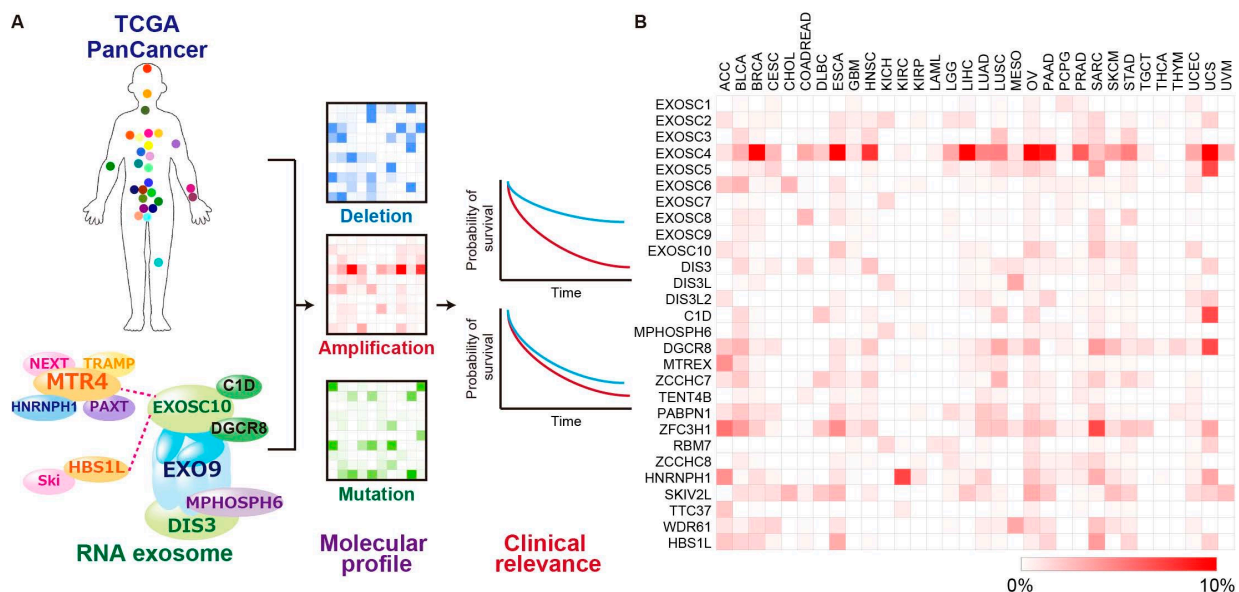 A
TCGA
PanCancer
NEXT
TRAMP
MTR4
HNRNPH1
PAXT
EXOSC10
C1D
DGCR8
HBS1L
Ski
EXO9
MPHOSPH6
DIS3
RNA exosome
Deletion
Amplification
Mutation
Molecular
profile
Probability of
survival
Time
Probability of
survival
Time
Clinical
relevance
B
ACC
BLCA
BRCA
CESC
CHOL
COADREAD
DLBC
ESCA
GBM
HNSC
KICH
KIRC
KIRP
LAML
LGG
LIHC
LUAD
LUSC
MESO
OV
PAAD
PCPG
PRAD
SARC
SKCM
STAD
TGCT
THCA
THYM
UCEC
UCS
UVM
EXOSC1
EXOSC2
EXOSC3
EXOSC4
EXOSC5
EXOSC6
EXOSC7
EXOSC8
EXOSC9
EXOSC10
DIS3
DIS3L
DIS3L2
C1D
MPHOSPH6
DGCR8
MTREX
ZCCHC7
TENT4B
PABPN1
ZFC3H1
RBM7
ZCCHC8
HNRNPH1
SKIV2L
TTC37
WDR61
HBS1L
0%
10%